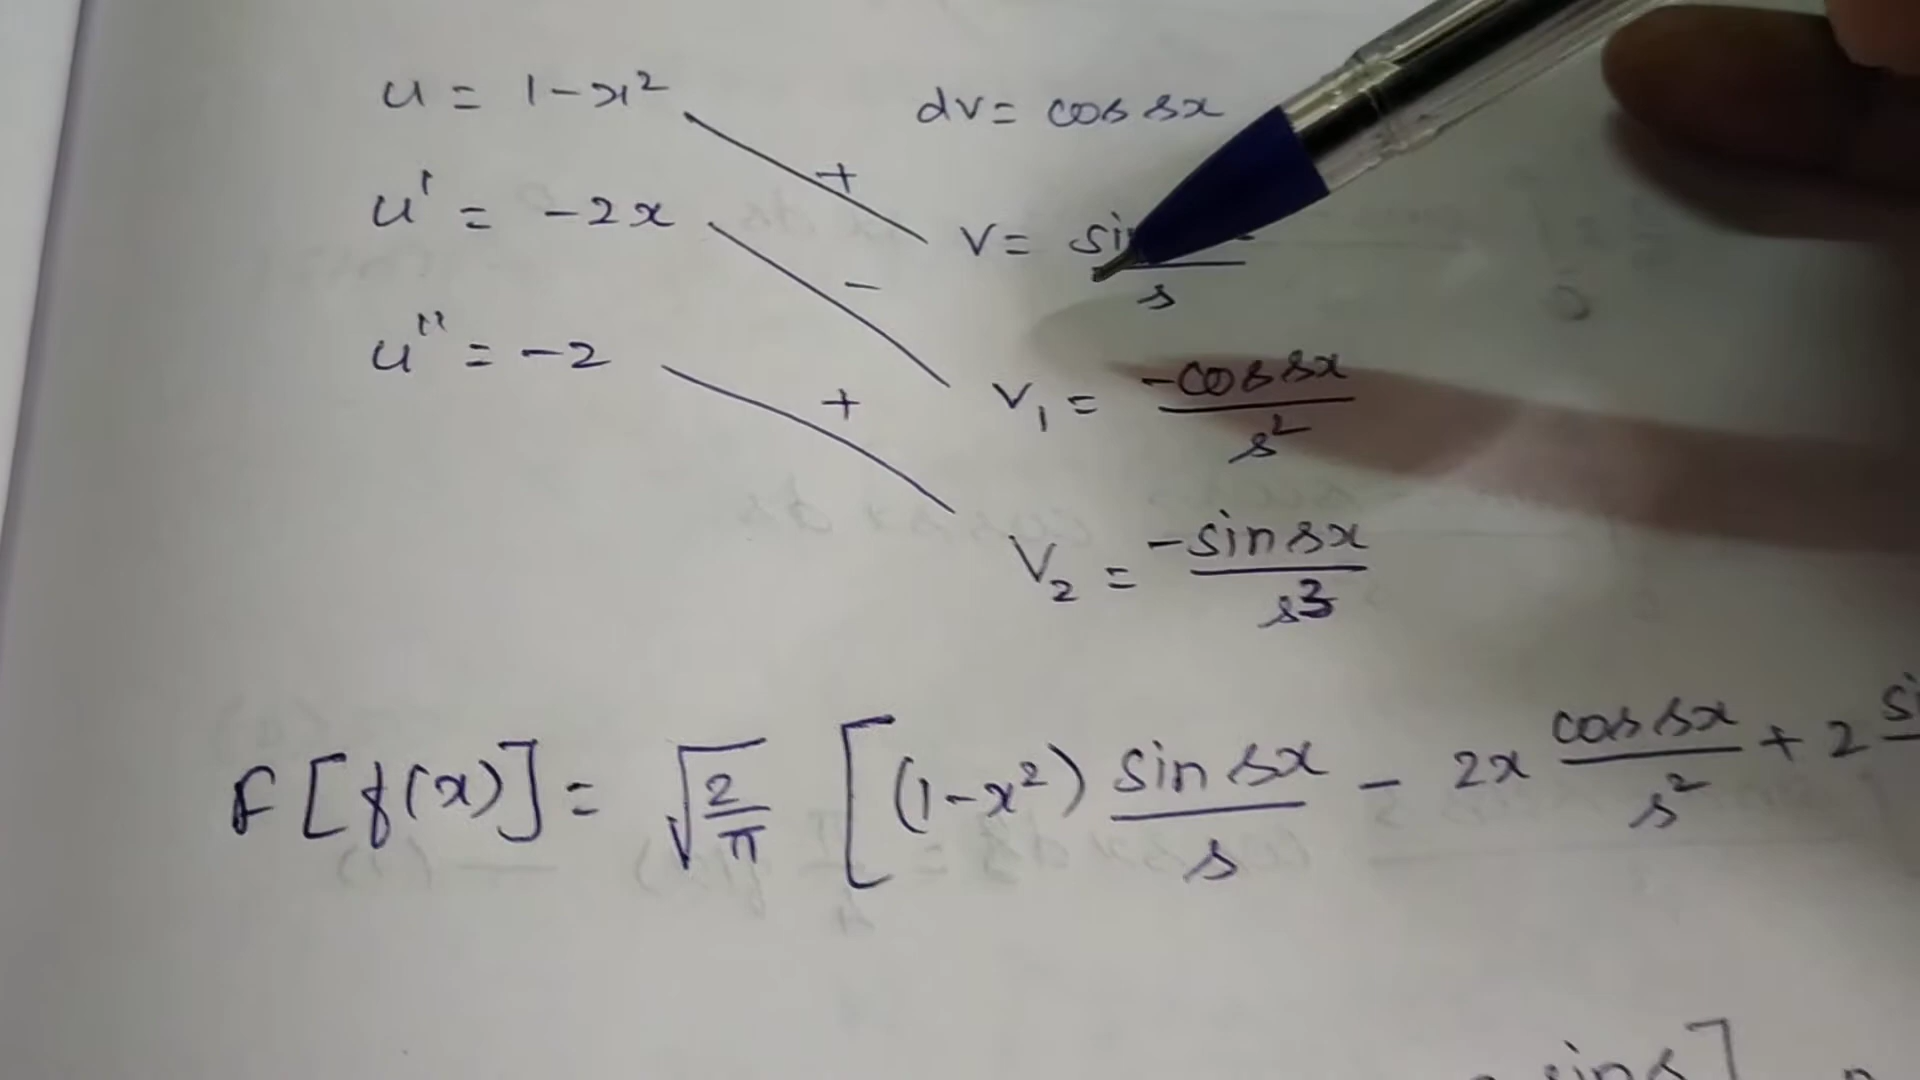 u = 1-x² dv = cos sx
u' = -2x + v = s
u'' = -2 - v₁ = -cos sx / s²
+ v₂ = -sin sx / s³
F[f(x)] = √2/π [(1-x²) sin sx / s - 2x cos sx / s² + 2
sin s]